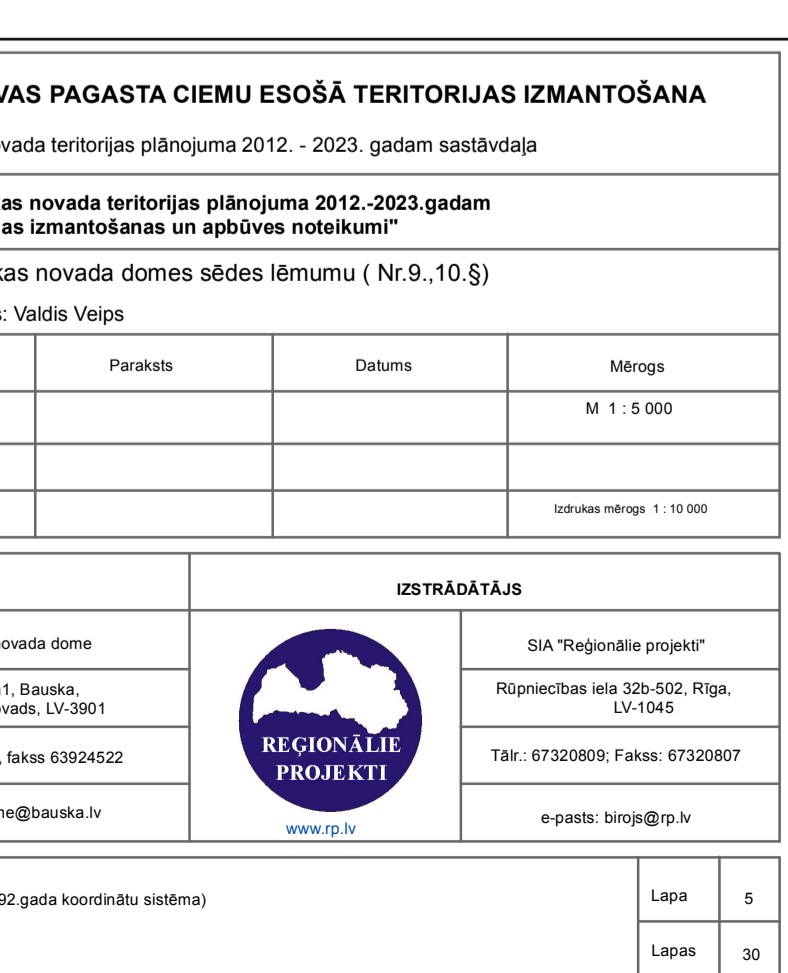 VAS PAGASTA CIEMU ESOŠĀ TERITORIJAS IZMANTOŠANA
ovada teritorijas plānojuma 2012. - 2023. gadam sastāvdaļa
kas novada teritorijas plānojuma 2012.-2023.gadam
as izmantošanas un apbūves noteikumi"
kas novada domes sēdes lēmumu ( Nr.9.,10.§)
s: Valdis Veips
Paraksts Datums Mērogs
M 1 : 5 000
Izdrukas mērogs 1 : 10 000
IZSTRĀDĀTĀJS
novada dome
SIA "Reģionālie projekti"
1, Bauska,
ovads, LV-3901
Rūpniecības iela 32b-502, Rīga,
LV-1045
, fakss 63924522
REĢIONĀLIE
PROJEKTI
Tālr.: 67320809; Fakss: 67320807
me@bauska.lv
www.rp.lv
e-pasts: birojs@rp.lv
92.gada koordinātu sistēma)
Lapa 5
Lapas 30